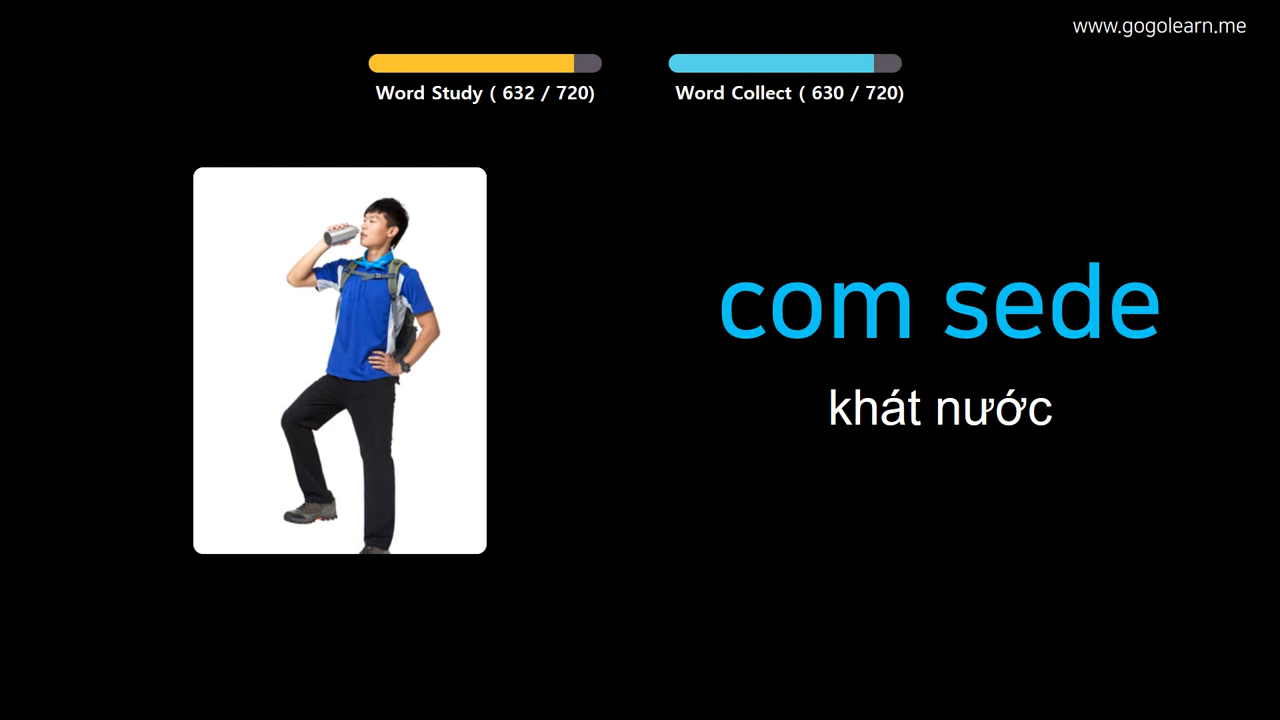 www.gogolearn.me
Word Study ( 632 / 720)
Word Collect ( 630 / 720)
com sede
khát nước